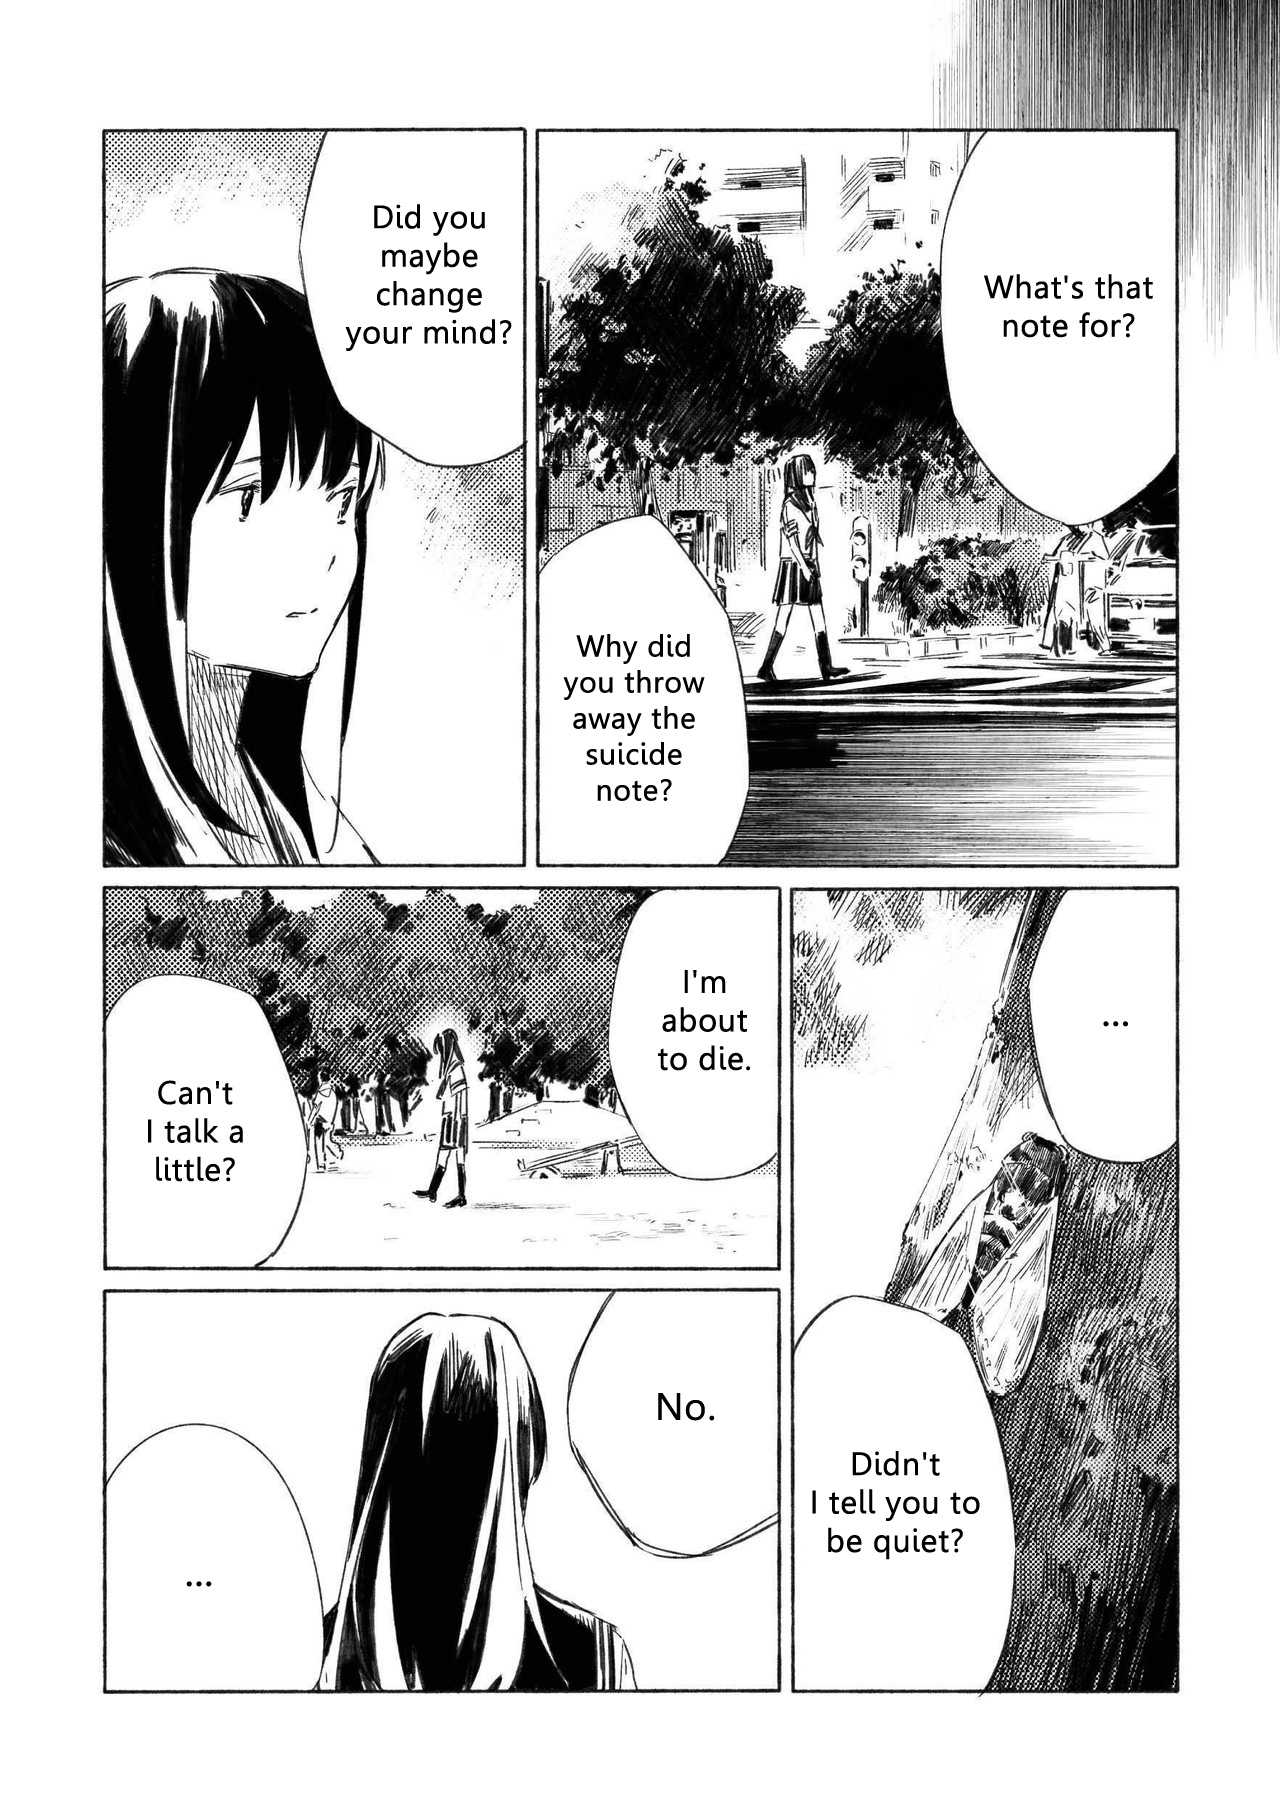 What's that
note for?
Why did
you throw
away the
suicide
note?
Did you
maybe
change
your mind?
...
Didn't
I tell you to
be quiet?
I'm
about
to die.
Can't
I talk a
little?
No.
...